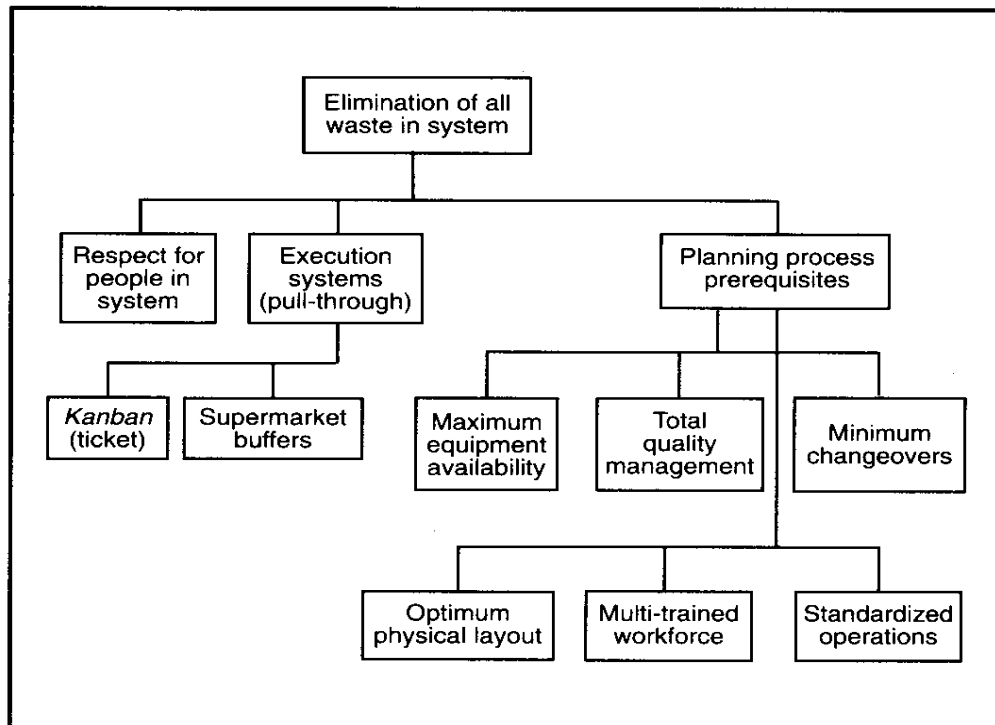 Elimination of all
waste in system
Respect for
people in
system
Execution
systems
(pull-through)
Planning process
prerequisites
Kanban
(ticket)
Supermarket
buffers
Maximum
equipment
availability
Total
quality
management
Minimum
changeovers
Optimum
physical layout
Multi-trained
workforce
Standardized
operations